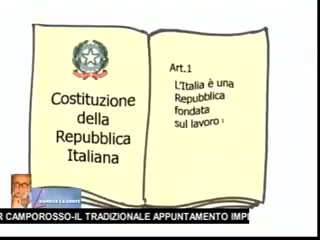 Costituzione
della
Repubblica
Italiana
Art.1
L'Italia è una
Repubblica
fondata
sul lavoro
R CAMPOROSSO-IL TRADIZIONALE APPUNTAMENTO IMP